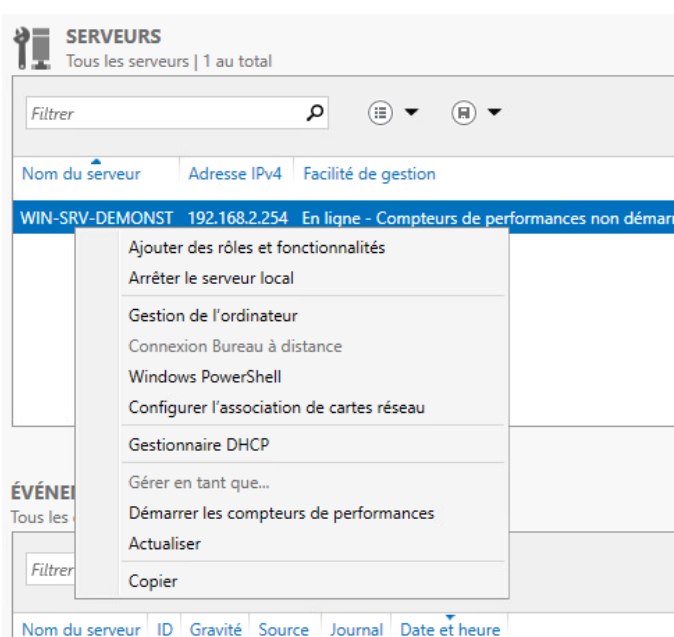 SERVEURS
Tous les serveurs | 1 au total
Filtrer
Nom du serveur Adresse IPv4 Facilité de gestion
WIN-SRV-DEMONST 192.168.2.254 En ligne - Compteurs de performances non démarr
Ajouter des rôles et fonctionnalités
Arrêter le serveur local
Gestion de l'ordinateur
Connexion Bureau à distance
Windows PowerShell
Configurer l'association de cartes réseau
Gestionnaire DHCP
Gérer en tant que...
ÉVÉNE
Démarrer les compteurs de performances
Tous les
Actualiser
Filtrer
Copier
Nom du serveur ID Gravité Source Journal Date et heure